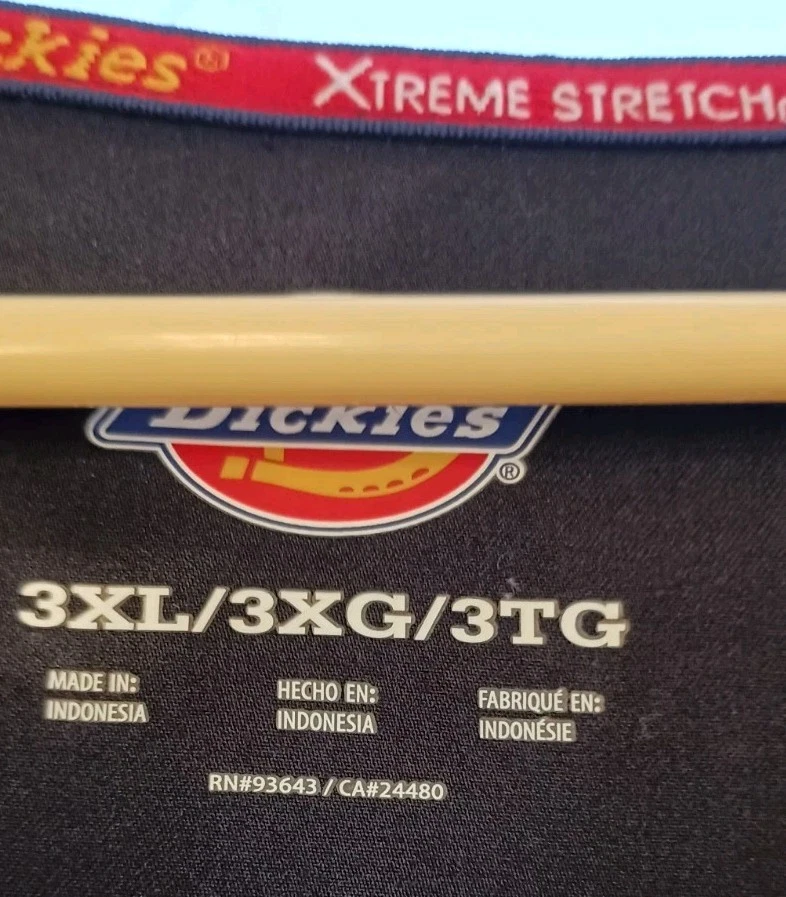 ckies®
XTREME STRETCH
Dickies
®
3XL/3XG/3TG
MADE IN:
INDONESIA
HECHO EN:
INDONESIA
FABRIQUÉ EN:
INDONÉSIE
RN#93643 / CA#24480